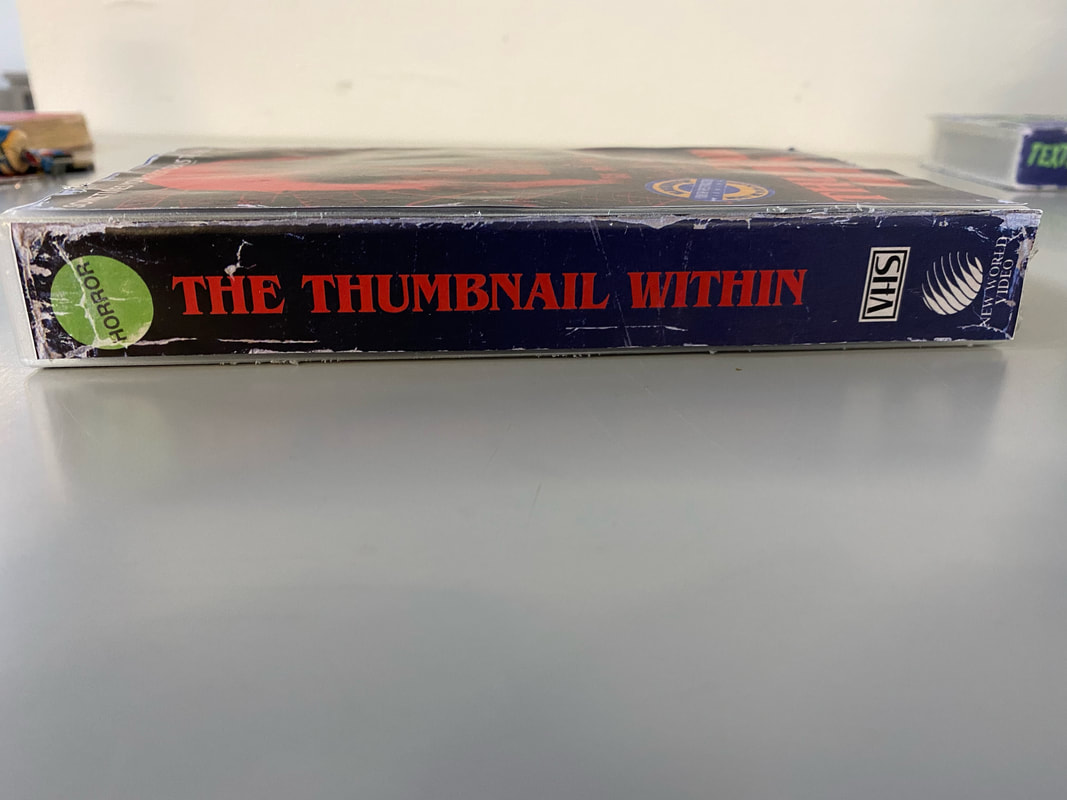 HORROR
THE THUMBNAIL WITHIN
VHS
NEW WORLD
VIDEO